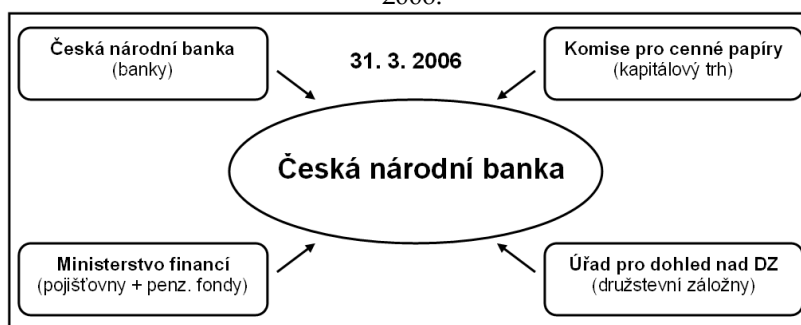 2006.
Česká národní banka
(banky)
31. 3. 2006
Komise pro cenné papíry
(kapitálový trh)
Česká národní banka
Ministerstvo financí
(pojišťovny + penz. fondy)
Úřad pro dohled nad DZ
(družstevní záložny)